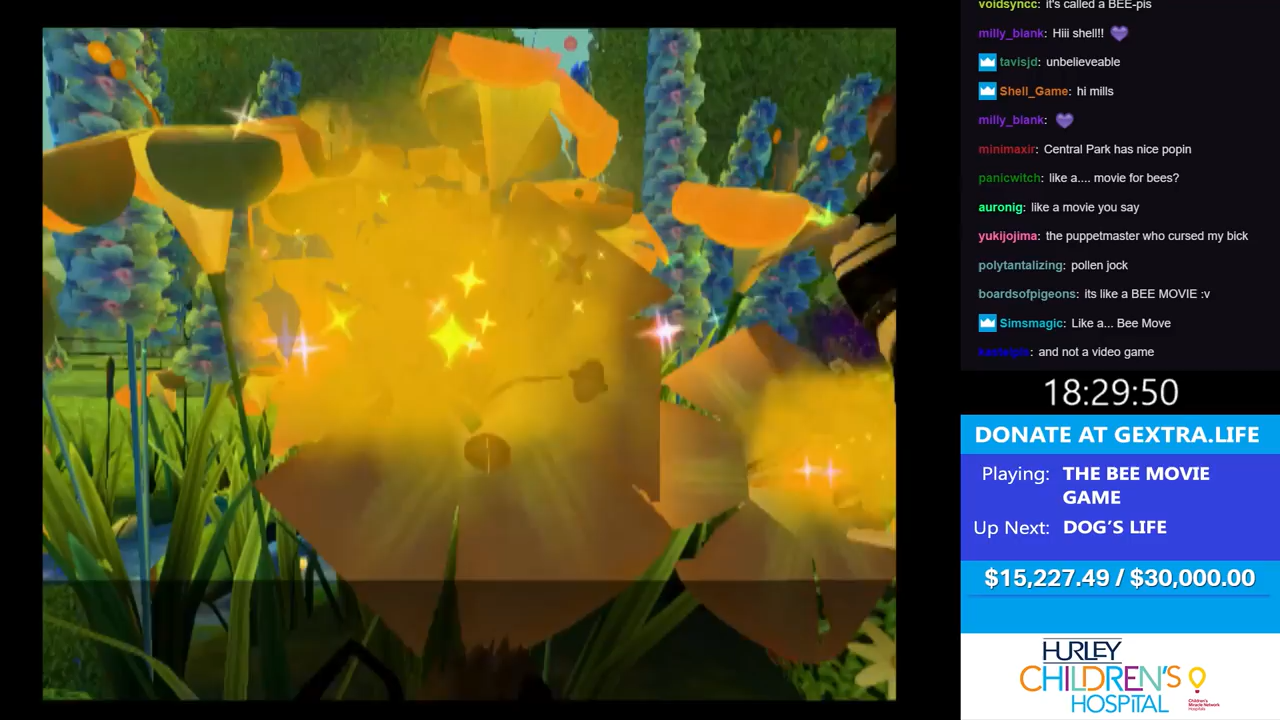 voidsyncc: it's called a BEE-pis
milly_blank: Hiii shell!!
tavisjd: unbelieveable
Shell_Game: hi mills
milly_blank:
minimaxir: Central Park has nice popin
panicwitch: like a.... movie for bees?
auronig: like a movie you say
yukijojima: the puppetmaster who cursed my bick
polytantalizing: pollen jock
boardsofpigeons: its like a BEE MOVIE :v
Simsmagic: Like a... Bee Move
and not a video game
18:29:50
DONATE AT GEXTRA.LIFE
Playing: THE BEE MOVIE
GAME
Up Next: DOG'S LIFE
$15,227.49 / $30,000.00
HURLEY
CHILDREN'S
HOSPITAL
Children's
Miracle Network
Hospitals